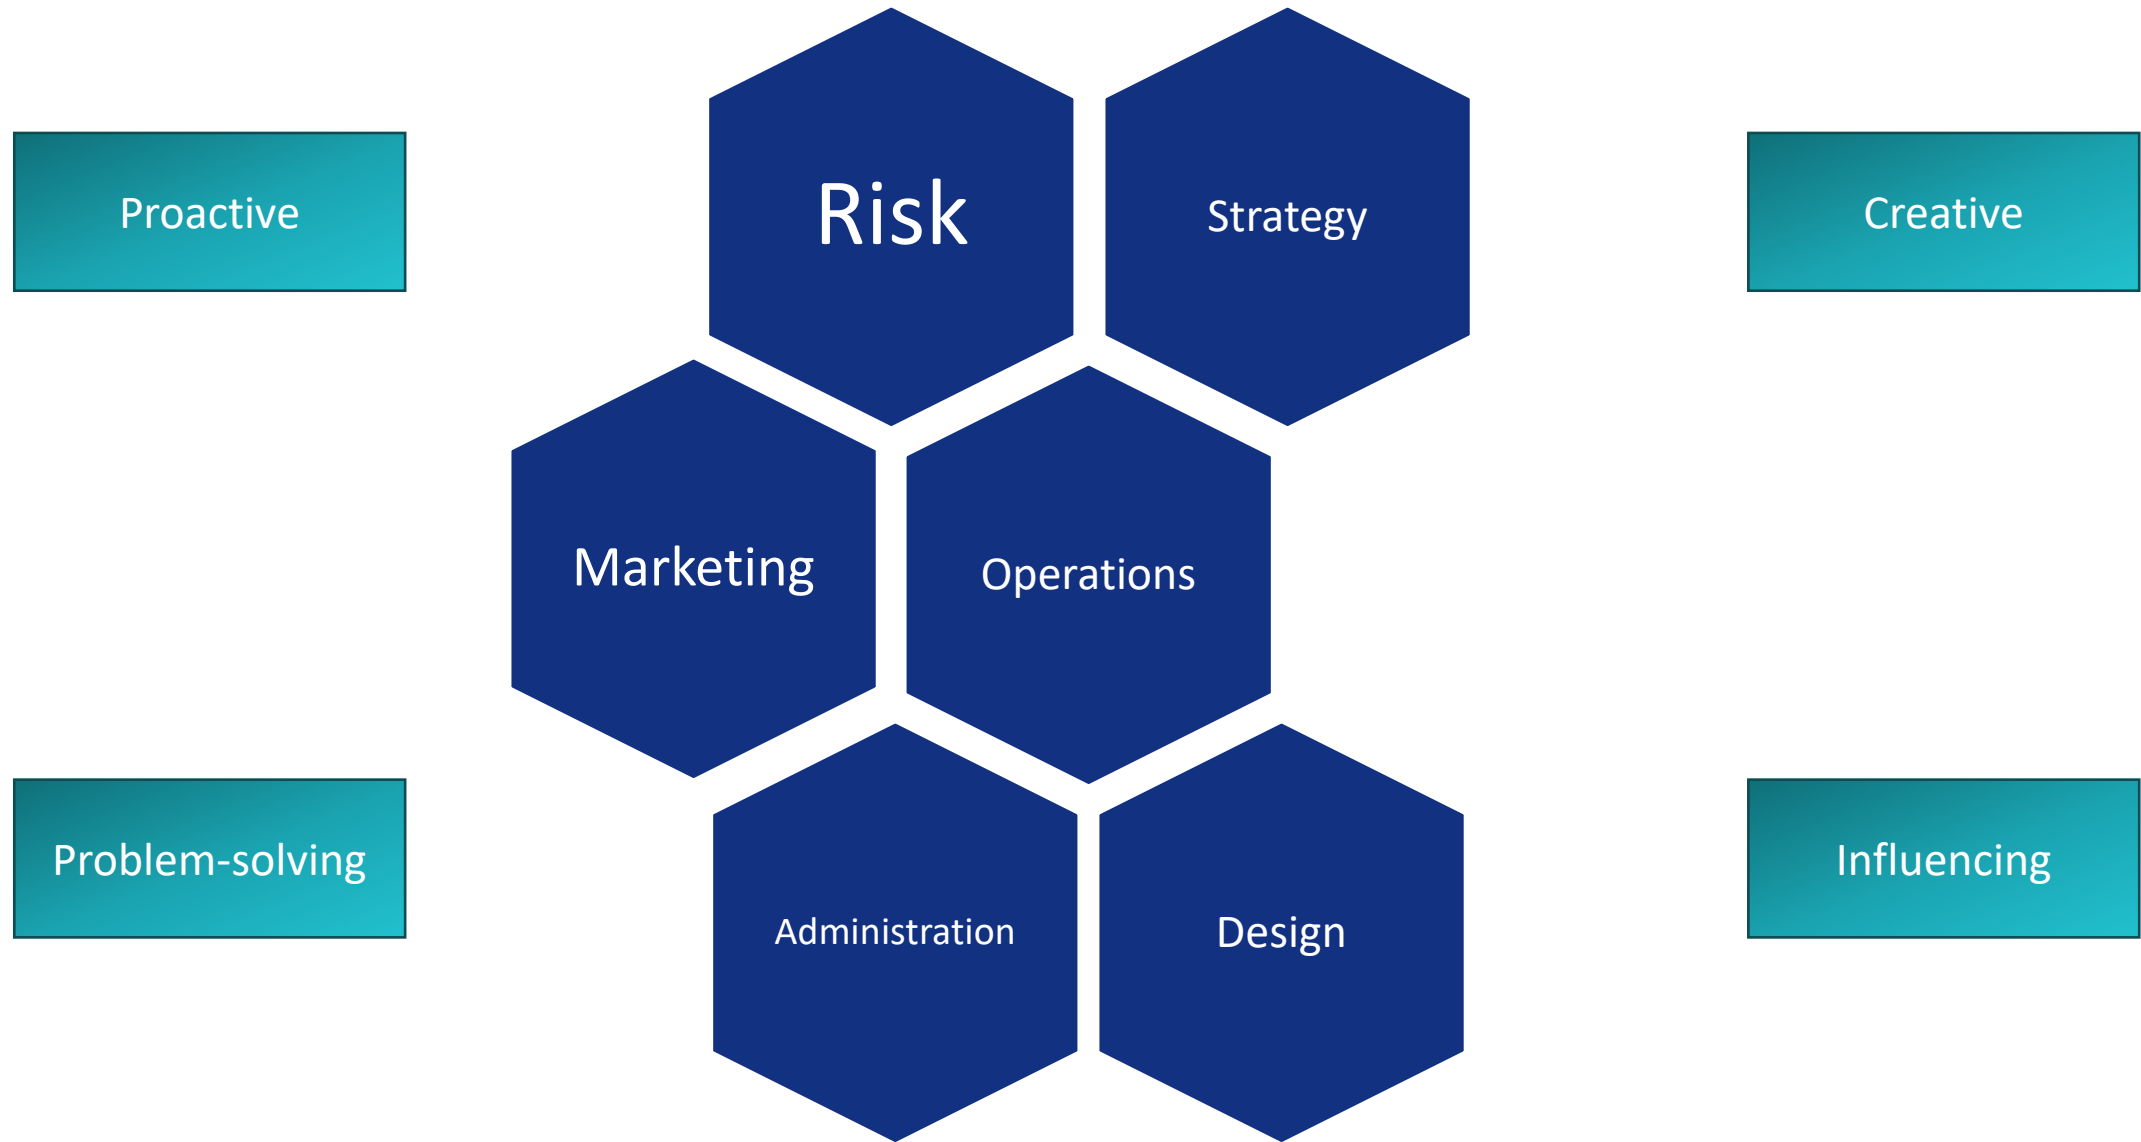 Proactive
Risk
Strategy
Creative
Marketing
Operations
Problem-solving
Influencing
Administration
Design